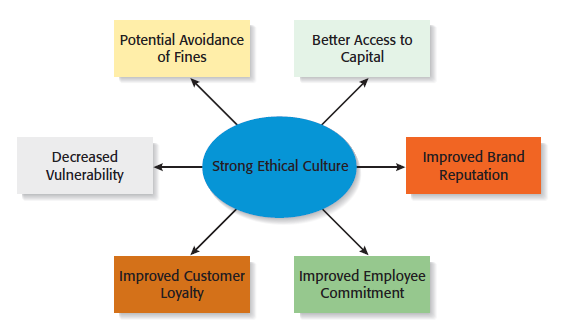 Potential Avoidance
of Fines
Better Access to
Capital
Decreased
Vulnerability
Strong Ethical Culture
Improved Brand
Reputation
Improved Customer
Loyalty
Improved Employee
Commitment